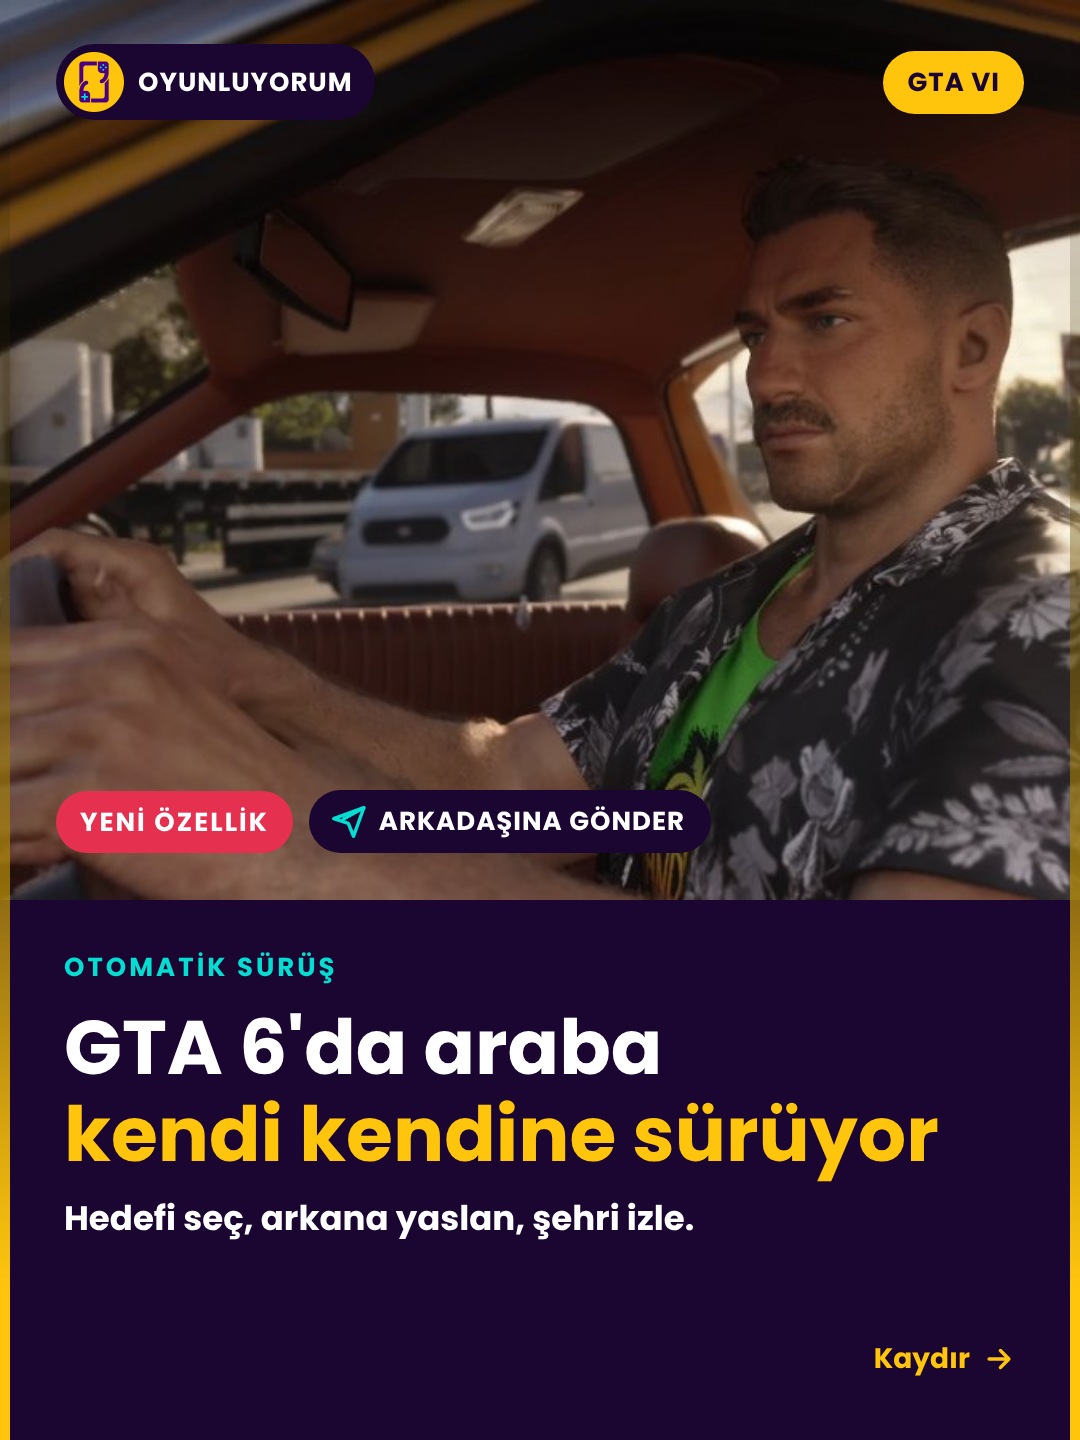 OYUNLUYORUM
GTA VI
YENİ ÖZELLİK
ARKADAŞINA GÖNDER
OTOMATİK SÜRÜŞ
GTA 6'da araba
kendi kendine sürüyor
Hedefi seç, arkana yaslan, şehri izle.
Kaydır →